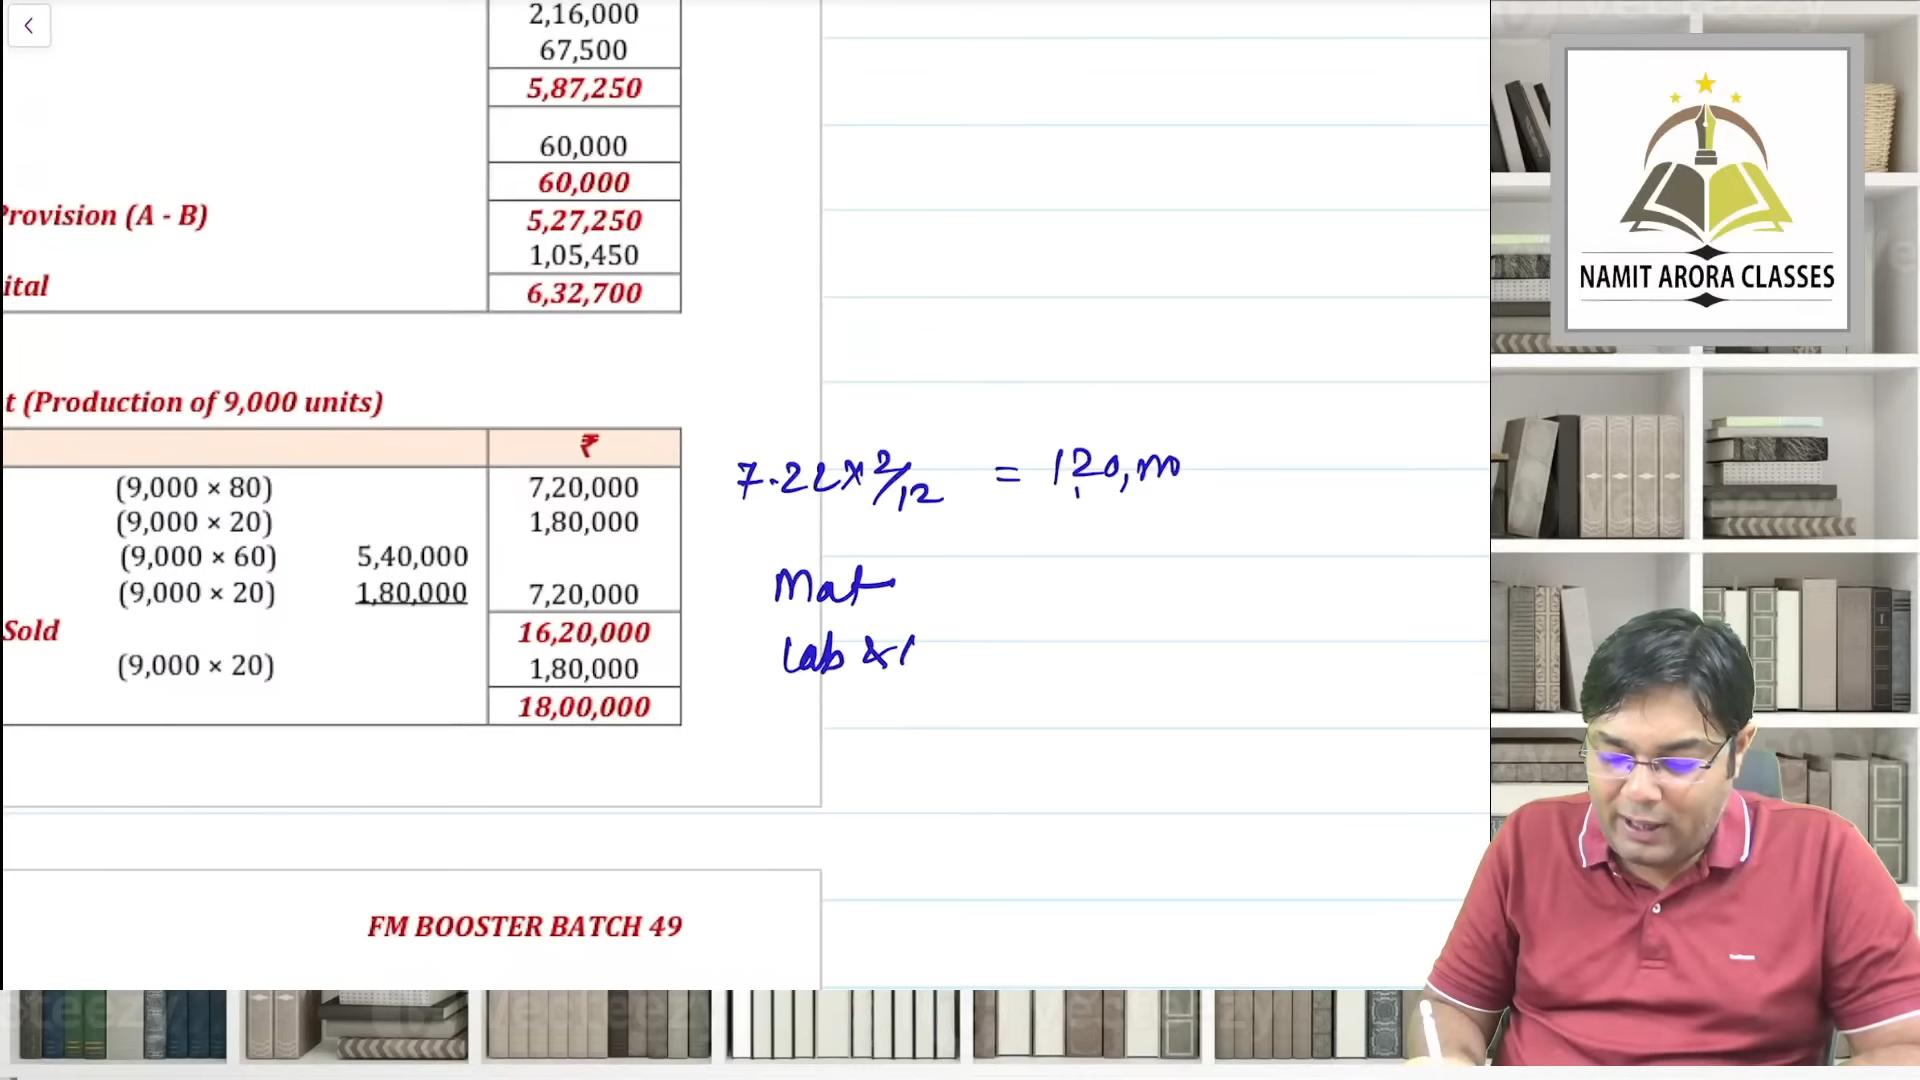 2,16,000
67,500
5,87,250
60,000
60,000
Provision (A - B) 5,27,250
1,05,450
ital 6,32,700
t (Production of 9,000 units)
₹
(9,000 × 80) 7,20,000
(9,000 × 20) 1,80,000
(9,000 × 60) 5,40,000
(9,000 × 20) 1,80,000 7,20,000
Sold 16,20,000
(9,000 × 20) 1,80,000
18,00,000
7.2L × 2/12 =
Mat
Lab &
FM BOOSTER BATCH 49
NAMIT ARORA CLASSES